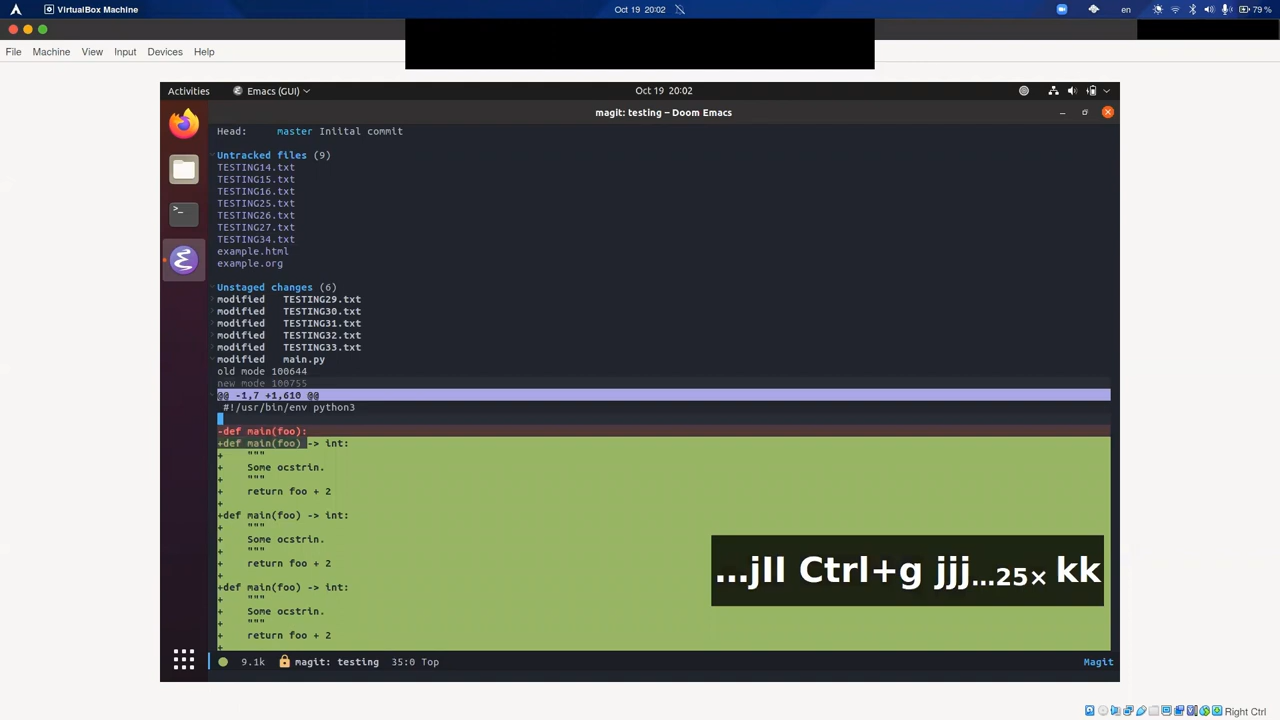 VirtualBox Machine
Oct 19 20:02
en
79 %
File Machine View Input Devices Help
Activities
Emacs (GUI)
Oct 19 20:02
magit: testing – Doom Emacs
Head: master Iniital commit
Untracked files (9)
TESTING14.txt
TESTING15.txt
TESTING16.txt
TESTING25.txt
TESTING26.txt
TESTING27.txt
TESTING34.txt
example.html
example.org
Unstaged changes (6)
modified TESTING29.txt
modified TESTING30.txt
modified TESTING31.txt
modified TESTING32.txt
modified TESTING33.txt
modified main.py
old mode 100644
new mode 100755
@@ -1,7 +1,610 @@
#!/usr/bin/env python3
-def main(foo):
+def main(foo) -> int:
+ """
+ Some ocstrin.
+ """
+ return foo + 2
+
+def main(foo) -> int:
+ """
+ Some ocstrin.
+ """
+ return foo + 2
+
+def main(foo) -> int:
+ """
+ Some ocstrin.
+ """
+ return foo + 2
+
...jll Ctrl+g jjj...25× kk
9.1k magit: testing 35:0 Top
Magit
Right Ctrl